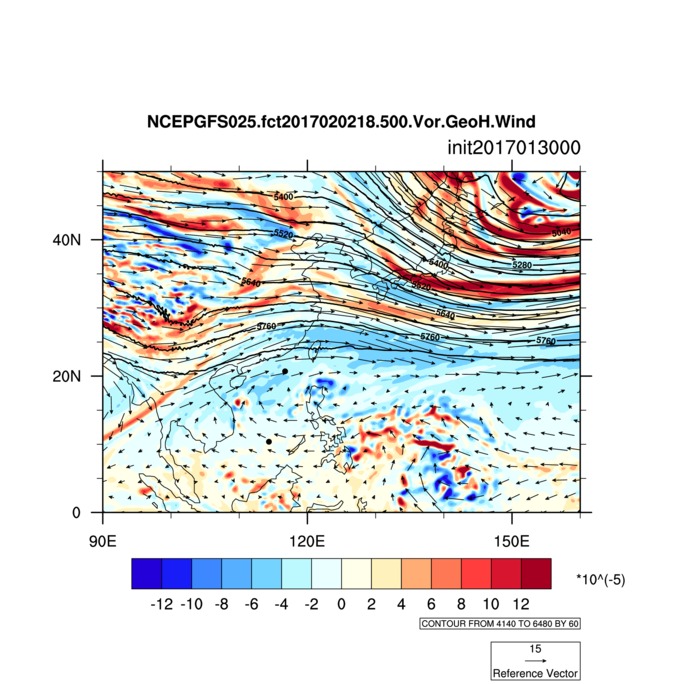 NCEPGFS025.fct2017020218.500.Vor.GeoH.Wind
init2017013000
5400
5520
5640
5760
5040
5280
5400
5520
5640
5760
5760
40N
20N
0
90E 120E 150E
-12 -10 -8 -6 -4 -2 0 2 4 6 8 10 12
*10^(-5)
CONTOUR FROM 4140 TO 6480 BY 60
15
Reference Vector